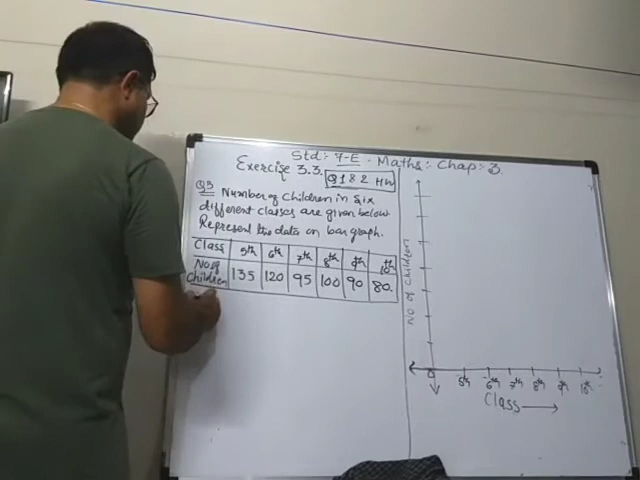 Std:- 7-E. Maths:- Chap:- 3.
Exercise 3.3. Q1&2 HW
Q3 Number of Children in six
different classes are given below
Represent the data on bar graph.
Class 5th 6th 7th 8th 9th 10th
No of Children 135 120 95 100 90 80.
No of Children
0 5th 6th 7th 8th 9th 10th
Class